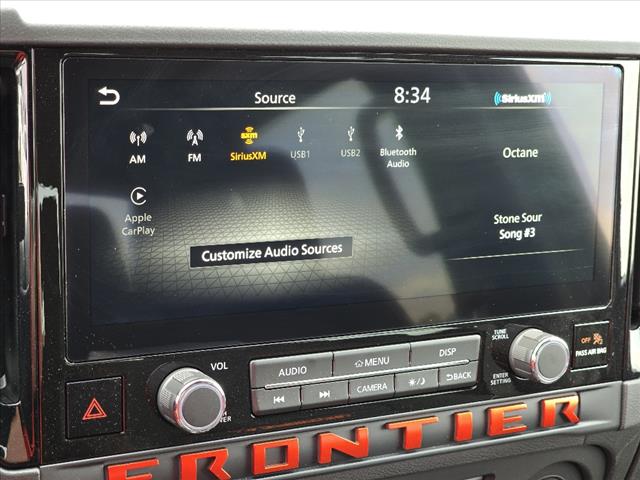 Source 8:34 SiriusXM
AM FM sxm SiriusXM USB1 USB2 Bluetooth Audio
Octane
Apple CarPlay
Stone Sour
Song #3
Customize Audio Sources
VOL
AUDIO MENU DISP
TUNE SCROLL
OFF
PASS AIR BAG
CAMERA BACK
ENTER SETTING
FRONTIER